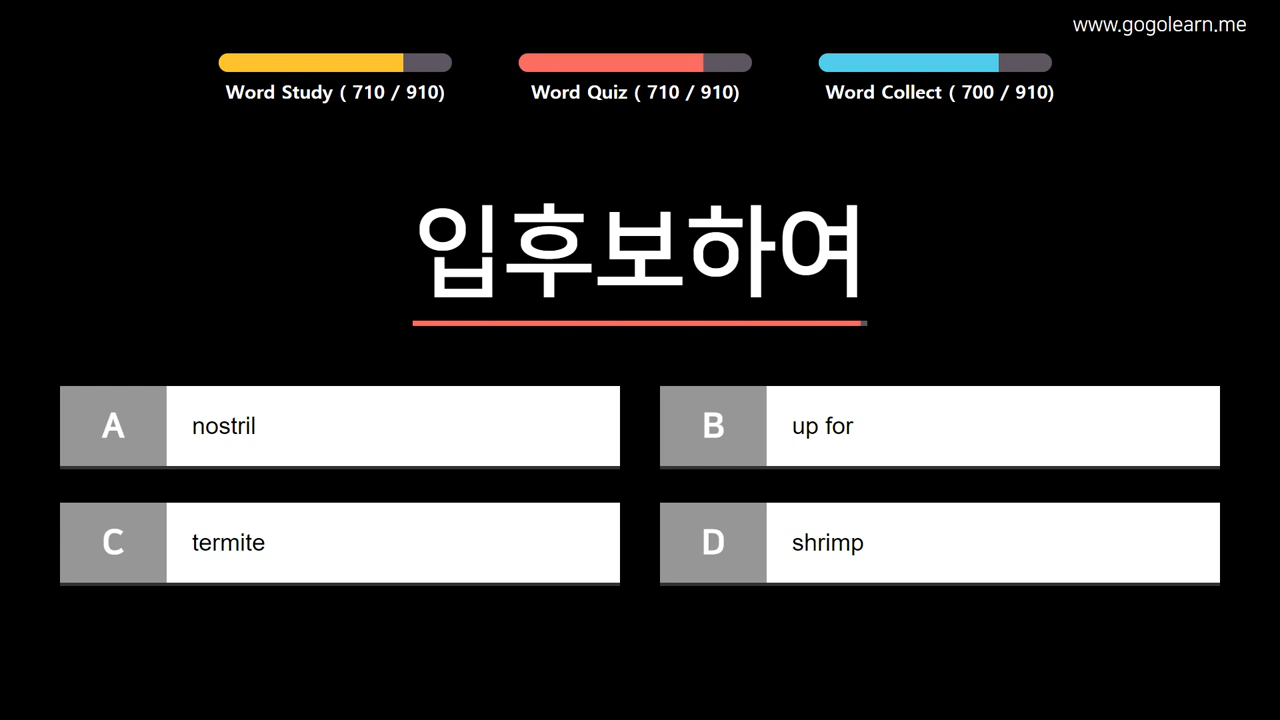 www.gogolearn.me
Word Study ( 710 / 910)
Word Quiz ( 710 / 910)
Word Collect ( 700 / 910)
입후보하여
A nostril
B up for
C termite
D shrimp